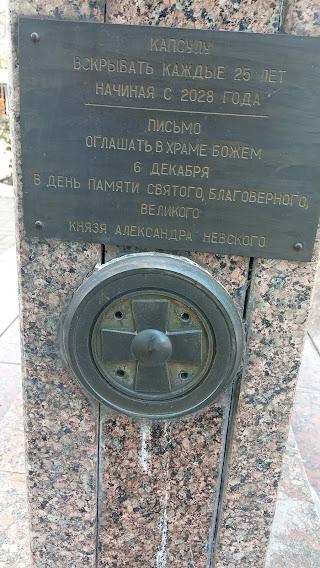 КАПСУЛУ
ВСКРЫВАТЬ КАЖДЫЕ 25 ЛЕТ
НАЧИНАЯ С 2028 ГОДА
ПИСЬМО
ОГЛАШАТЬ В ХРАМЕ БОЖЕМ
6 ДЕКАБРЯ
В ДЕНЬ ПАМЯТИ СВЯТОГО, БЛАГОВЕРНОГО,
ВЕЛИКОГО
КНЯЗЯ АЛЕКСАНДРА НЕВСКОГО